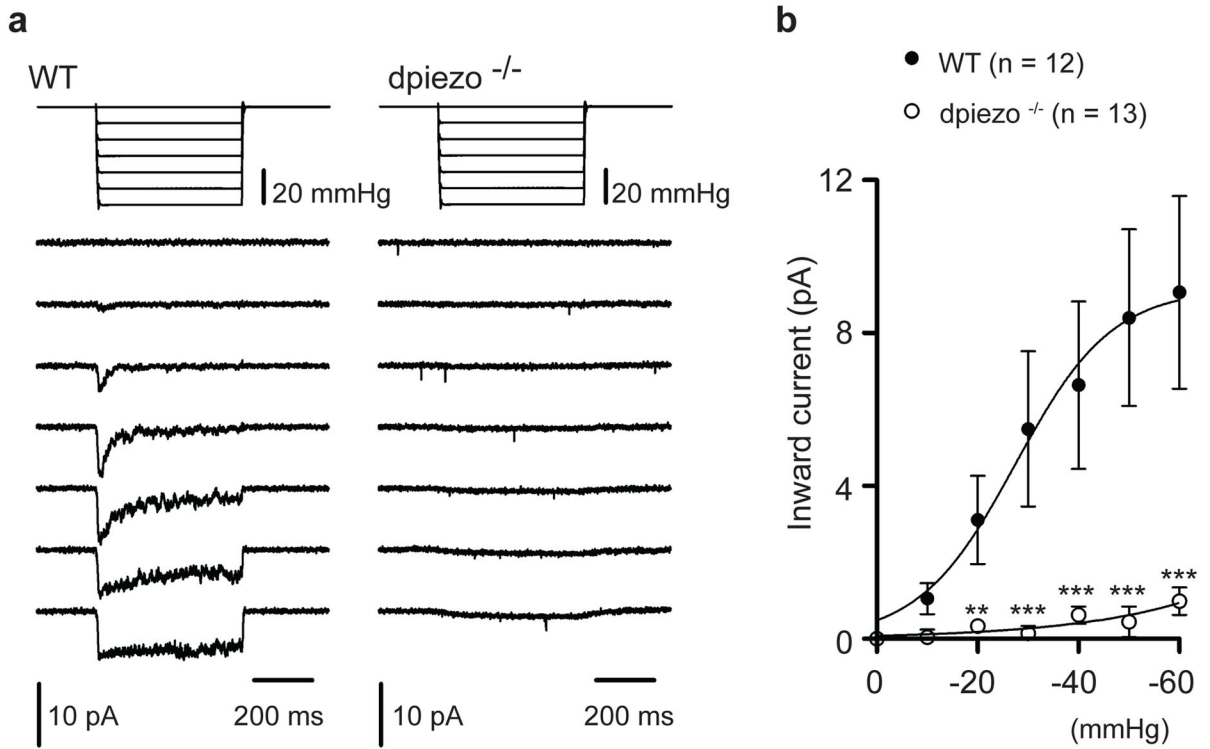 a
WT
dpiezo -/-
20 mmHg
20 mmHg
10 pA
200 ms
10 pA
200 ms
b
WT (n = 12)
dpiezo -/- (n = 13)
Inward current (pA)
12
8
4
0
** *** *** *** ***
0 -20 -40 -60
(mmHg)